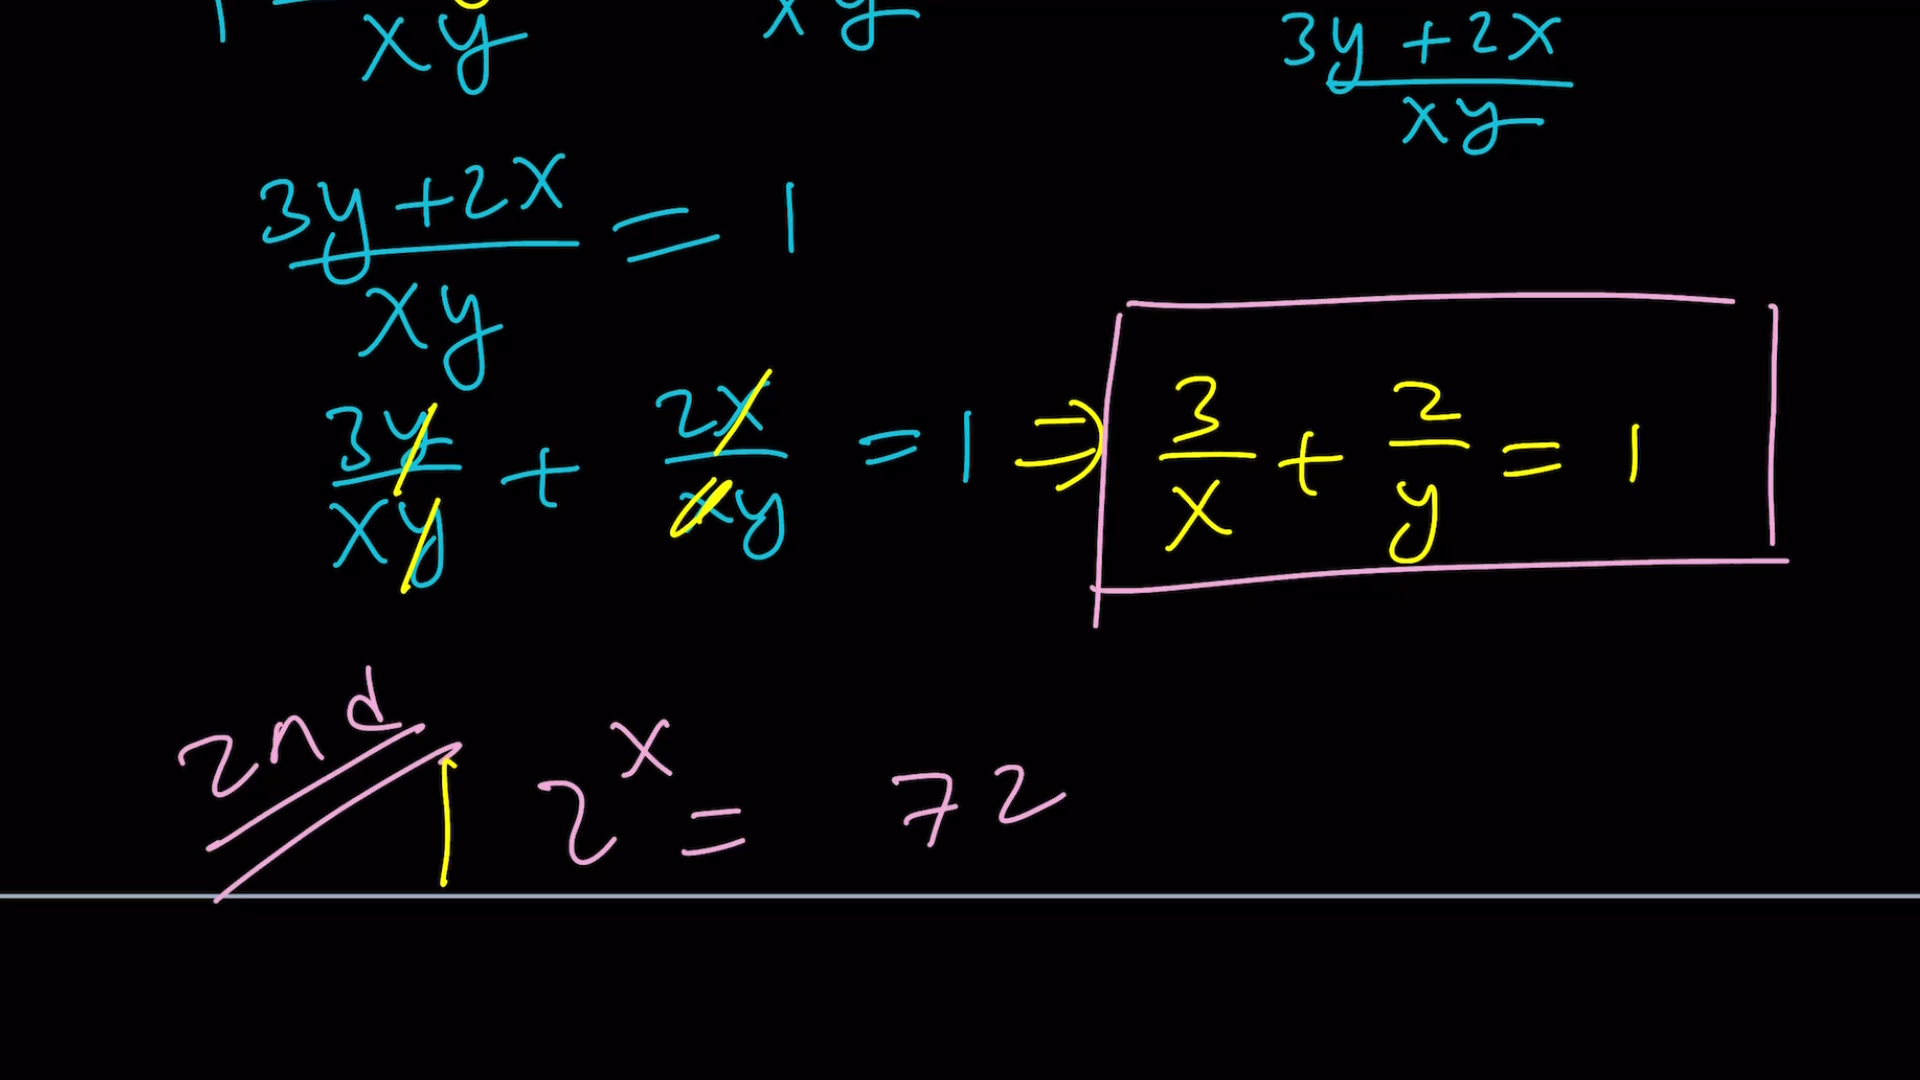 1 — xy xy
3y + 2x / xy
3y + 2x / xy = 1
3y / xy + 2x / xy = 1 ⇒ 3 / x + 2 / y = 1
2nd 2^x = 72